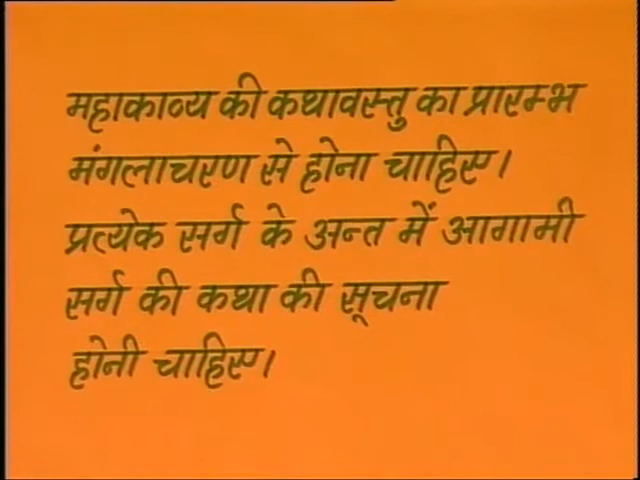 महाकाव्य की कथावस्तु का प्रारम्भ
मंगलाचरण से होना चाहिए।
प्रत्येक सर्ग के अन्त में आगामी
सर्ग की कथा की सूचना
होनी चाहिए।